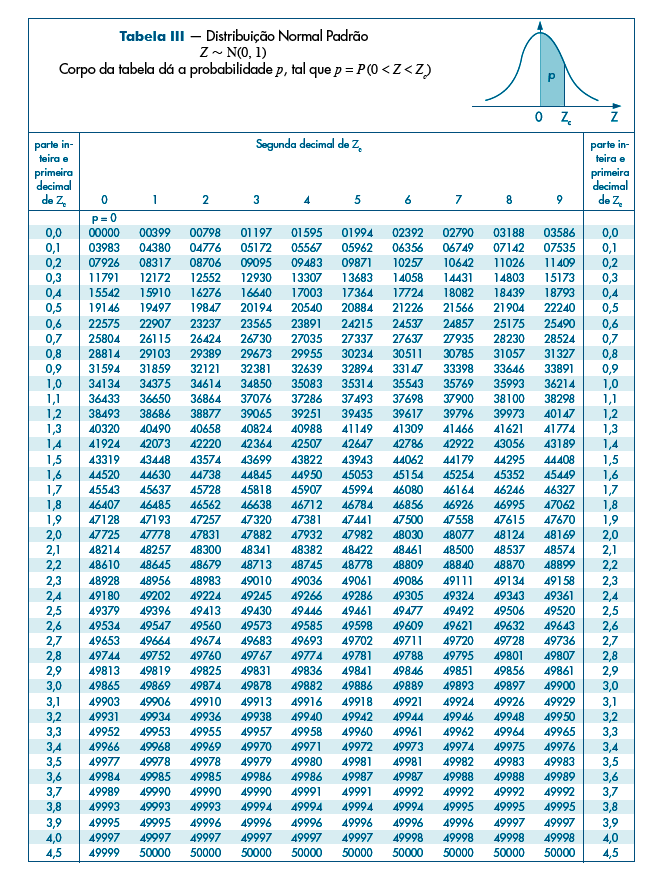 Tabela III — Distribuição Normal Padrão
Z ~ N(0, 1)
Corpo da tabela dá a probabilidade p, tal que p = P(0 < Z < Zc)
p
0 Zc Z
parte in- Segunda decimal de Zc parte in-
teira e teira e
primeira primeira
decimal decimal
de Zc 0 1 2 3 4 5 6 7 8 9 de Zc
p = 0
0,0 00000 00399 00798 01197 01595 01994 02392 02790 03188 03586 0,0
0,1 03983 04380 04776 05172 05567 05962 06356 06749 07142 07535 0,1
0,2 07926 08317 08706 09095 09483 09871 10257 10642 11026 11409 0,2
0,3 11791 12172 12552 12930 13307 13683 14058 14431 14803 15173 0,3
0,4 15542 15910 16276 16640 17003 17364 17724 18082 18439 18793 0,4
0,5 19146 19497 19847 20194 20540 20884 21226 21566 21904 22240 0,5
0,6 22575 22907 23237 23565 23891 24215 24537 24857 25175 25490 0,6
0,7 25804 26115 26424 26730 27035 27337 27637 27935 28230 28524 0,7
0,8 28814 29103 29389 29673 29955 30234 30511 30785 31057 31327 0,8
0,9 31594 31859 32121 32381 32639 32894 33147 33398 33646 33891 0,9
1,0 34134 34375 34614 34850 35083 35314 35543 35769 35993 36214 1,0
1,1 36433 36650 36864 37076 37286 37493 37698 37900 38100 38298 1,1
1,2 38493 38686 38877 39065 39251 39435 39617 39796 39973 40147 1,2
1,3 40320 40490 40658 40824 40988 41149 41309 41466 41621 41774 1,3
1,4 41924 42073 42220 42364 42507 42647 42786 42922 43056 43189 1,4
1,5 43319 43448 43574 43699 43822 43943 44062 44179 44295 44408 1,5
1,6 44520 44630 44738 44845 44950 45053 45154 45254 45352 45449 1,6
1,7 45543 45637 45728 45818 45907 45994 46080 46164 46246 46327 1,7
1,8 46407 46485 46562 46638 46712 46784 46856 46926 46995 47062 1,8
1,9 47128 47193 47257 47320 47381 47441 47500 47558 47615 47670 1,9
2,0 47725 47778 47831 47882 47932 47982 48030 48077 48124 48169 2,0
2,1 48214 48257 48300 48341 48382 48422 48461 48500 48537 48574 2,1
2,2 48610 48645 48679 48713 48745 48778 48809 48840 48870 48899 2,2
2,3 48928 48956 48983 49010 49036 49061 49086 49111 49134 49158 2,3
2,4 49180 49202 49224 49245 49266 49286 49305 49324 49343 49361 2,4
2,5 49379 49396 49413 49430 49446 49461 49477 49492 49506 49520 2,5
2,6 49534 49547 49560 49573 49585 49598 49609 49621 49632 49643 2,6
2,7 49653 49664 49674 49683 49693 49702 49711 49720 49728 49736 2,7
2,8 49744 49752 49760 49767 49774 49781 49788 49795 49801 49807 2,8
2,9 49813 49819 49825 49831 49836 49841 49846 49851 49856 49861 2,9
3,0 49865 49869 49874 49878 49882 49886 49889 49893 49897 49900 3,0
3,1 49903 49906 49910 49913 49916 49918 49921 49924 49926 49929 3,1
3,2 49931 49934 49936 49938 49940 49942 49944 49946 49948 49950 3,2
3,3 49952 49953 49955 49957 49958 49960 49961 49962 49964 49965 3,3
3,4 49966 49968 49969 49970 49971 49972 49973 49974 49975 49976 3,4
3,5 49977 49978 49978 49979 49980 49981 49981 49982 49983 49983 3,5
3,6 49984 49985 49985 49986 49986 49987 49987 49988 49988 49989 3,6
3,7 49989 49990 49990 49990 49991 49991 49992 49992 49992 49992 3,7
3,8 49993 49993 49993 49994 49994 49994 49994 49995 49995 49995 3,8
3,9 49995 49995 49996 49996 49996 49996 49996 49996 49997 49997 3,9
4,0 49997 49997 49997 49997 49997 49997 49998 49998 49998 49998 4,0
4,5 49999 50000 50000 50000 50000 50000 50000 50000 50000 50000 4,5